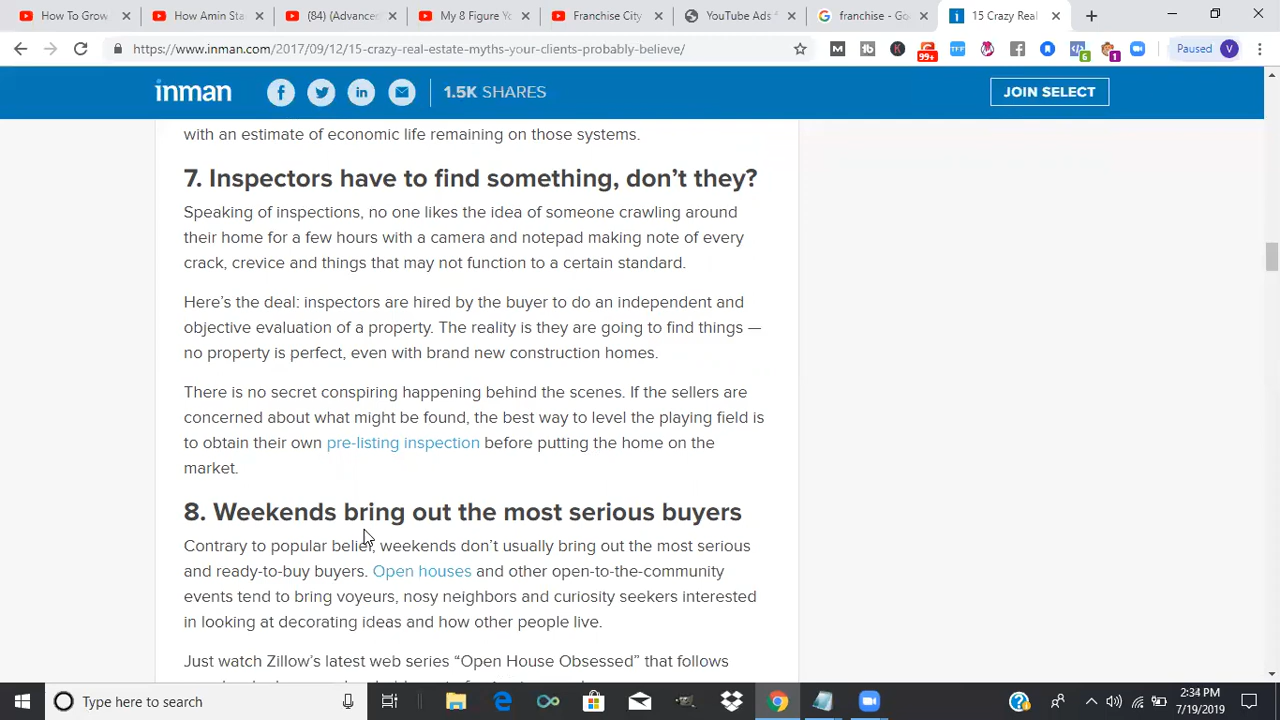 How To Grow
How Amin Sta
(84) (Advanced
My 8 Figure Yo
Franchise City
YouTube Ads
franchise - Goo
15 Crazy Real
https://www.inman.com/2017/09/12/15-crazy-real-estate-myths-your-clients-probably-believe/
99+
TFF
6
1
Paused
V
inman
1.5K SHARES
JOIN SELECT
with an estimate of economic life remaining on those systems.
7. Inspectors have to find something, don’t they?
Speaking of inspections, no one likes the idea of someone crawling around
their home for a few hours with a camera and notepad making note of every
crack, crevice and things that may not function to a certain standard.
Here’s the deal: inspectors are hired by the buyer to do an independent and
objective evaluation of a property. The reality is they are going to find things —
no property is perfect, even with brand new construction homes.
There is no secret conspiring happening behind the scenes. If the sellers are
concerned about what might be found, the best way to level the playing field is
to obtain their own pre-listing inspection before putting the home on the
market.
8. Weekends bring out the most serious buyers
Contrary to popular belief, weekends don’t usually bring out the most serious
and ready-to-buy buyers. Open houses and other open-to-the-community
events tend to bring voyeurs, nosy neighbors and curiosity seekers interested
in looking at decorating ideas and how other people live.
Just watch Zillow’s latest web series “Open House Obsessed” that follows
Type here to search
2:34 PM
7/19/2019